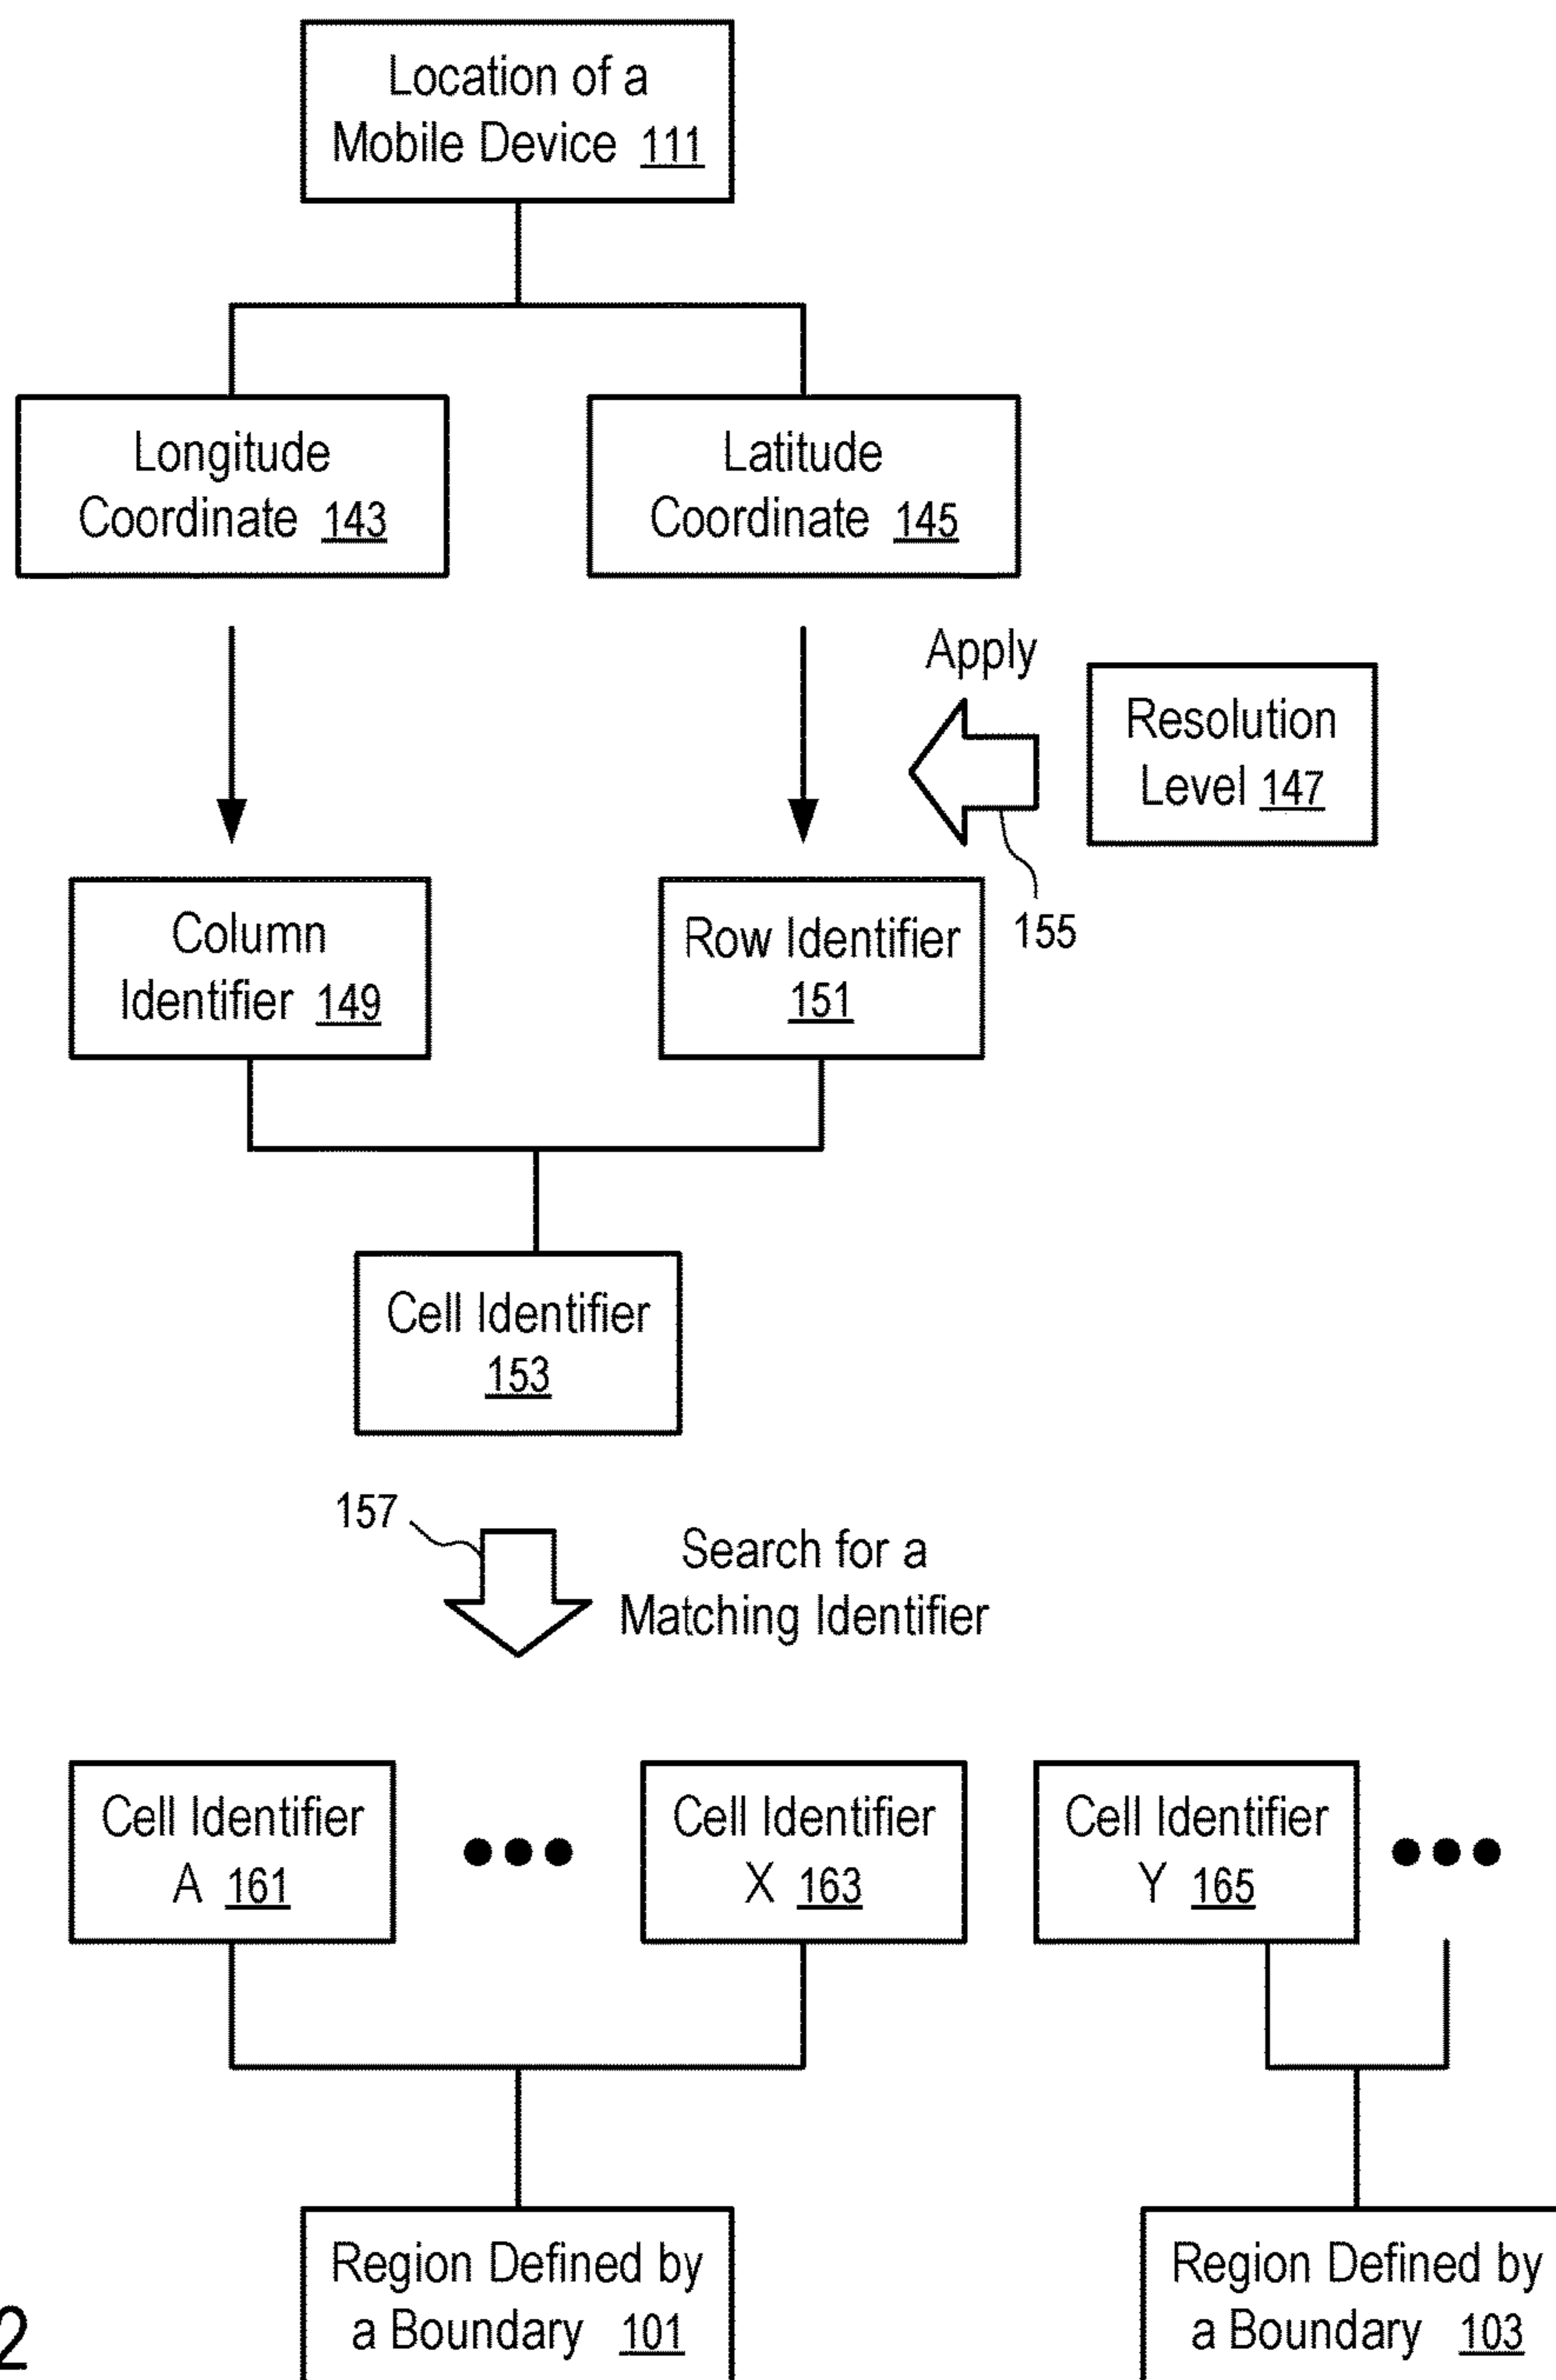 Location of a
Mobile Device 111
Longitude
Coordinate 143
Latitude
Coordinate 145
Apply
Resolution
Level 147
155
Column
Identifier 149
Row Identifier
151
Cell Identifier
153
157
Search for a
Matching Identifier
Cell Identifier
A 161
Cell Identifier
X 163
Cell Identifier
Y 165
Region Defined by
a Boundary 101
Region Defined by
a Boundary 103
2